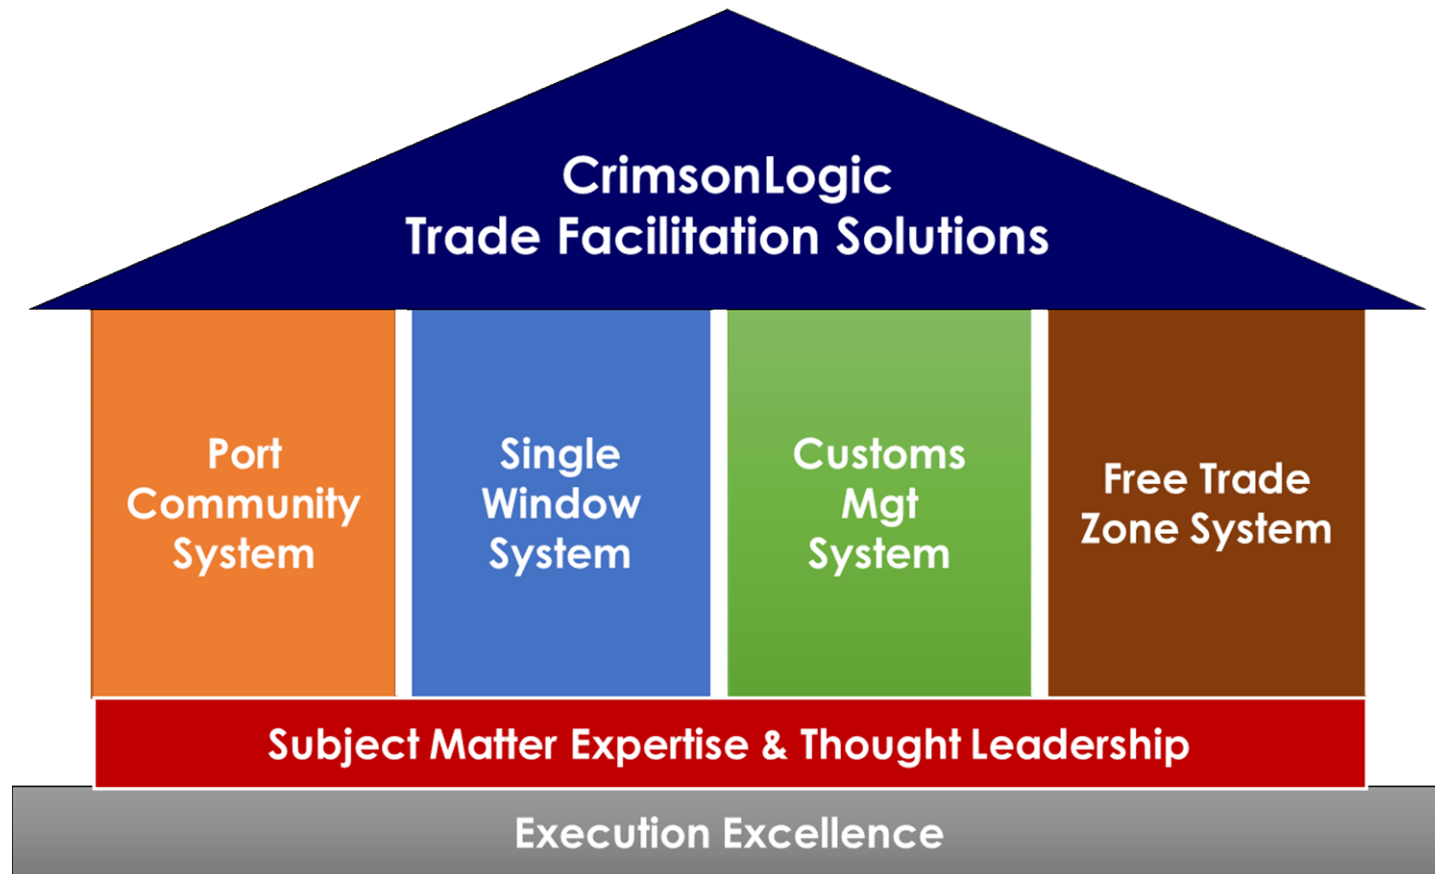 CrimsonLogic
Trade Facilitation Solutions
Port
Community
System
Single
Window
System
Customs
Mgt
System
Free Trade
Zone System
Subject Matter Expertise & Thought Leadership
Execution Excellence